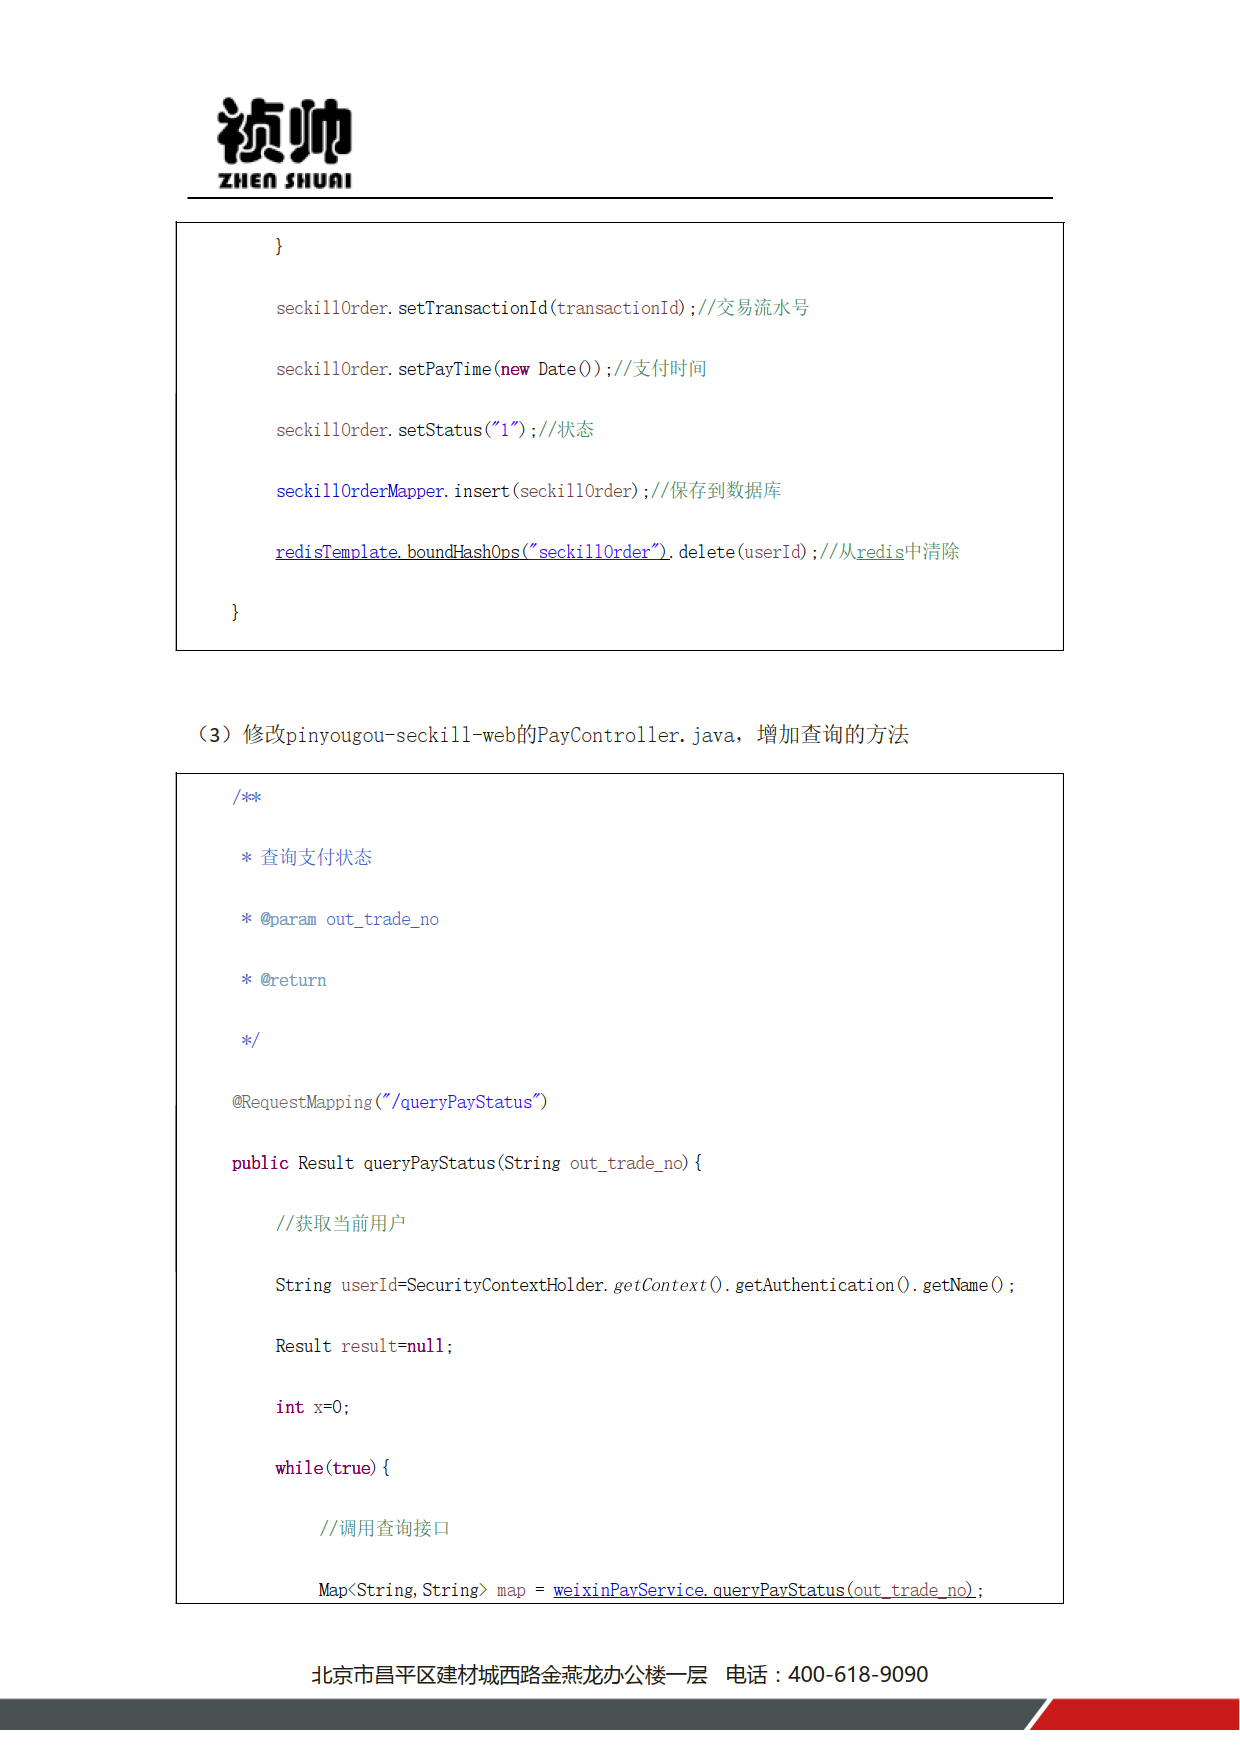 祯帅
ZHEN SHUAI
}
seckillOrder.setTransactionId(transactionId);//交易流水号
seckillOrder.setPayTime(new Date());//支付时间
seckillOrder.setStatus("1");//状态
seckillOrderMapper.insert(seckillOrder);//保存到数据库
redisTemplate.boundHashOps("seckillOrder").delete(userId);//从redis中清除
}
（3）修改pinyougou-seckill-web的PayController.java，增加查询的方法
/**
* 查询支付状态
* @param out_trade_no
* @return
*/
@RequestMapping("/queryPayStatus")
public Result queryPayStatus(String out_trade_no){
//获取当前用户
String userId=SecurityContextHolder.getContext().getAuthentication().getName();
Result result=null;
int x=0;
while(true){
//调用查询接口
Map<String,String> map = weixinPayService.queryPayStatus(out_trade_no);
北京市昌平区建材城西路金燕龙办公楼一层 电话：400-618-9090